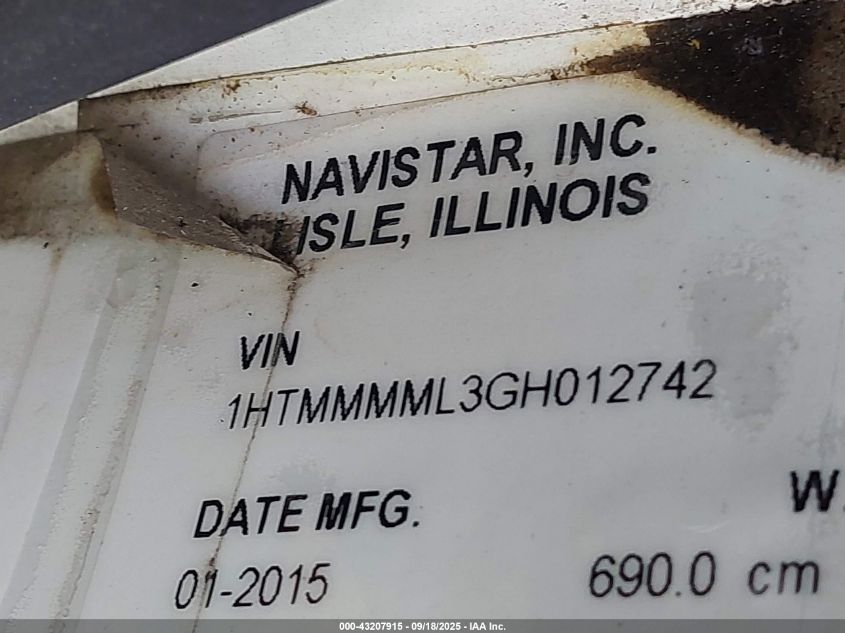 NAVISTAR, INC.
LISLE, ILLINOIS
VIN
1HTMMMML3GH012742
DATE MFG.
W.
01-2015
690.0 cm
000-43207915 - 09/18/2025 - IAA Inc.